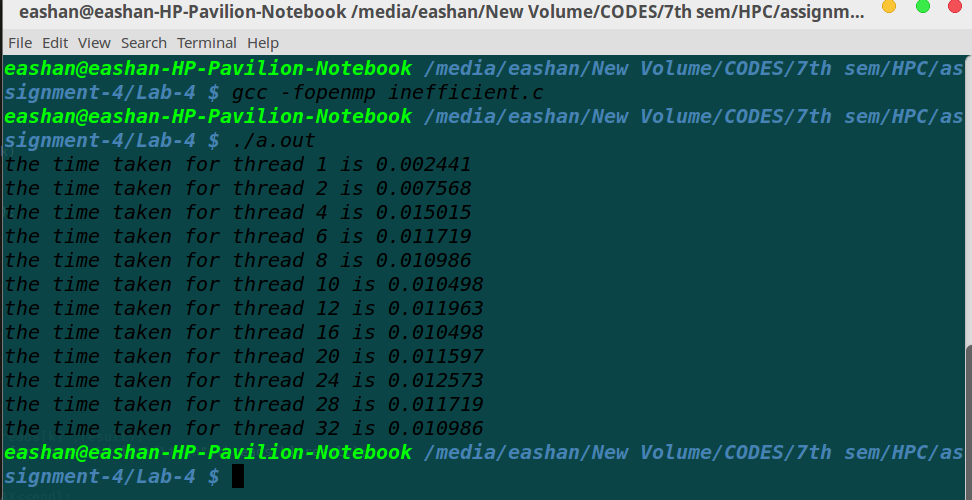 eashan@eashan-HP-Pavilion-Notebook /media/eashan/New Volume/CODES/7th sem/HPC/assignm...
File Edit View Search Terminal Help
eashan@eashan-HP-Pavilion-Notebook /media/eashan/New Volume/CODES/7th sem/HPC/as
signment-4/Lab-4 $ gcc -fopenmp inefficient.c
eashan@eashan-HP-Pavilion-Notebook /media/eashan/New Volume/CODES/7th sem/HPC/as
signment-4/Lab-4 $ ./a.out
the time taken for thread 1 is 0.002441
the time taken for thread 2 is 0.007568
the time taken for thread 4 is 0.015015
the time taken for thread 6 is 0.011719
the time taken for thread 8 is 0.010986
the time taken for thread 10 is 0.010498
the time taken for thread 12 is 0.011963
the time taken for thread 16 is 0.010498
the time taken for thread 20 is 0.011597
the time taken for thread 24 is 0.012573
the time taken for thread 28 is 0.011719
the time taken for thread 32 is 0.010986
eashan@eashan-HP-Pavilion-Notebook /media/eashan/New Volume/CODES/7th sem/HPC/as
signment-4/Lab-4 $